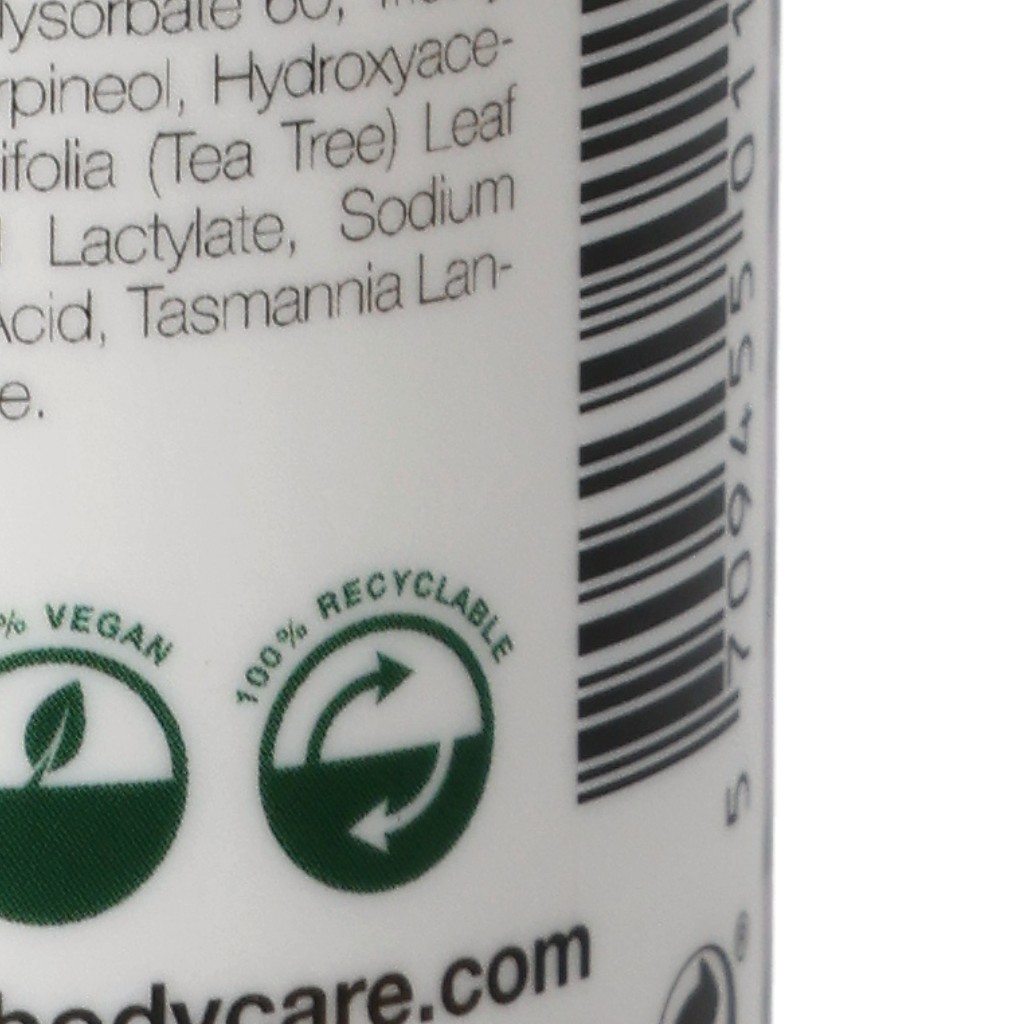 lysorbate 60,
rpineol, Hydroxyace-
ifolia (Tea Tree) Leaf
Lactylate, Sodium
Acid, Tasmannia Lan-
e.
% VEGAN
100% RECYCLABLE
bodycare.com
5 709455 01
®